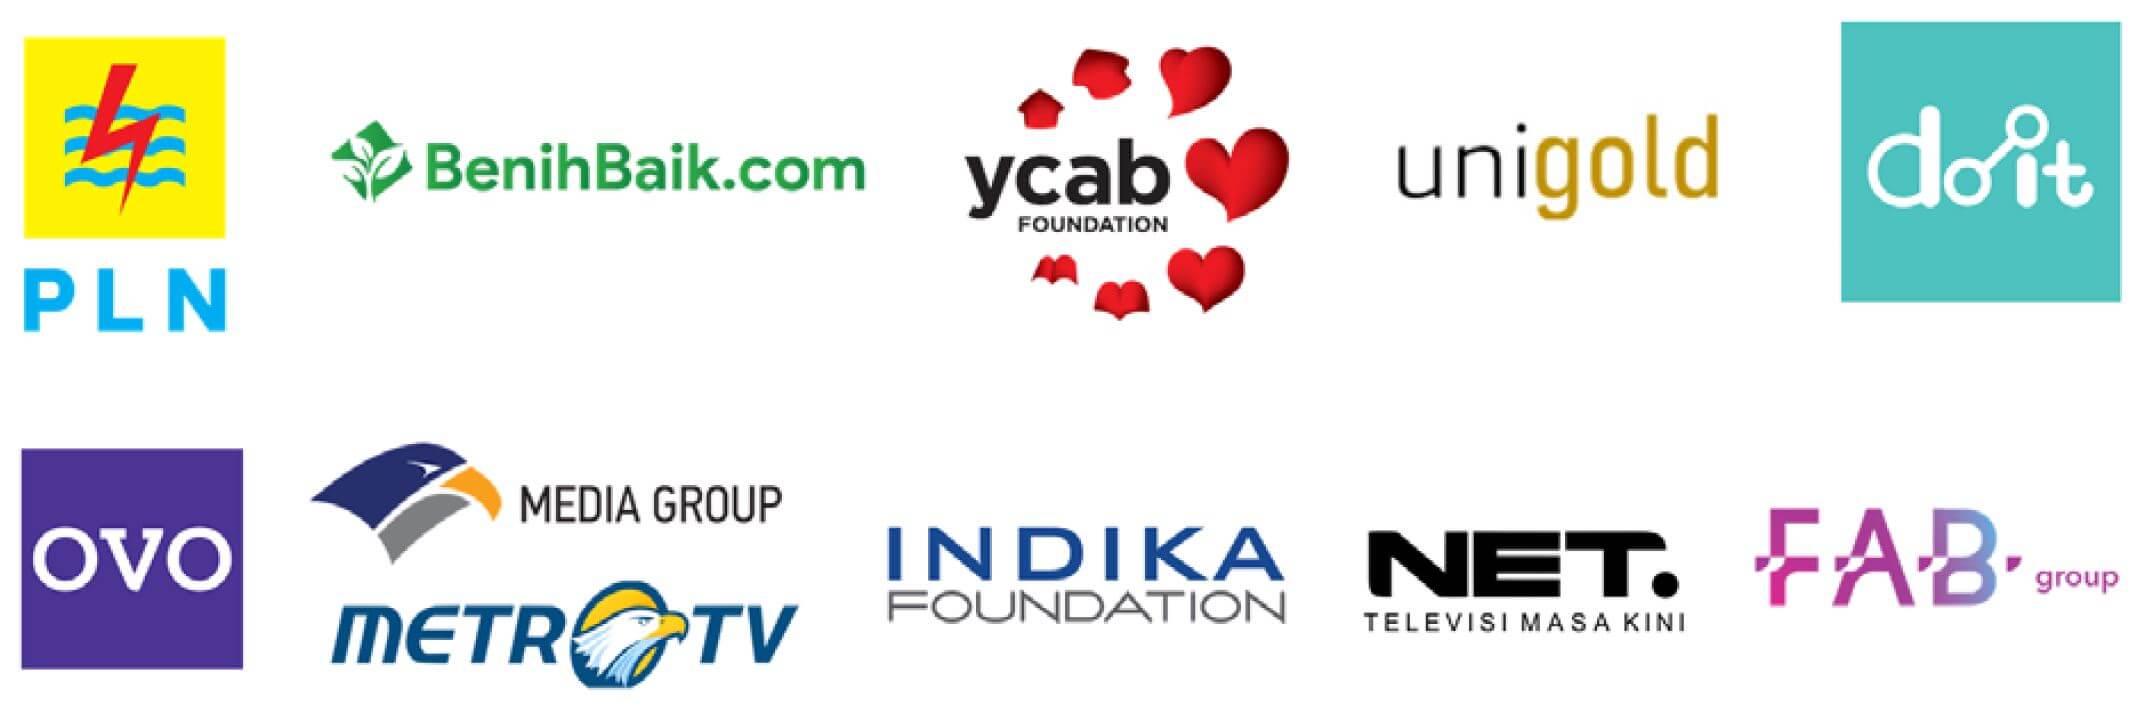 PLN
BenihBaik.com
ycab
FOUNDATION
unigold
doit
OVO
MEDIA GROUP
METRO TV
INDIKA
FOUNDATION
NET.
TELEVISI MASA KINI
FAB group